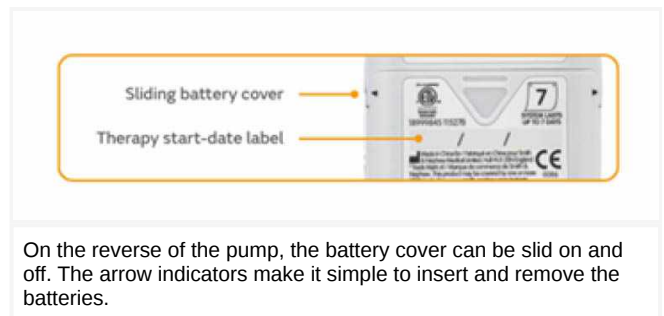 Sliding battery cover
7
SYSTEM LASTS
UP TO 7 DAYS
Therapy start-date label
/ /
CE
On the reverse of the pump, the battery cover can be slid on and
off. The arrow indicators make it simple to insert and remove the
batteries.